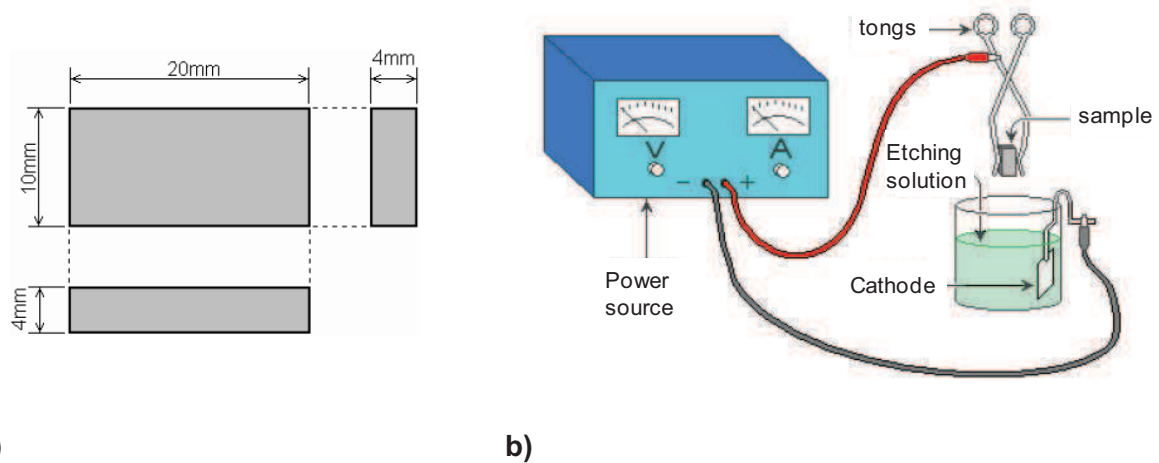 20mm
4mm
10mm
4mm
)
tongs
sample
Etching
solution
V
A
- +
Power
source
Cathode
b)